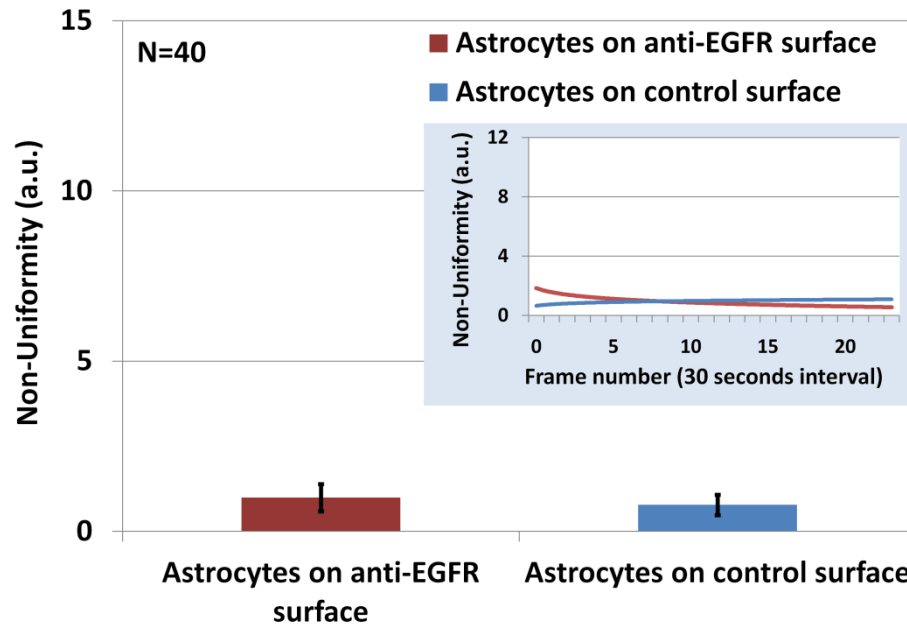 15
N=40
Astrocytes on anti-EGFR surface
Astrocytes on control surface
12
8
4
0
Non-Uniformity (a.u.)
0 5 10 15 20
Frame number (30 seconds interval)
10
5
0
Non-Uniformity (a.u.)
Astrocytes on anti-EGFR
surface
Astrocytes on control surface